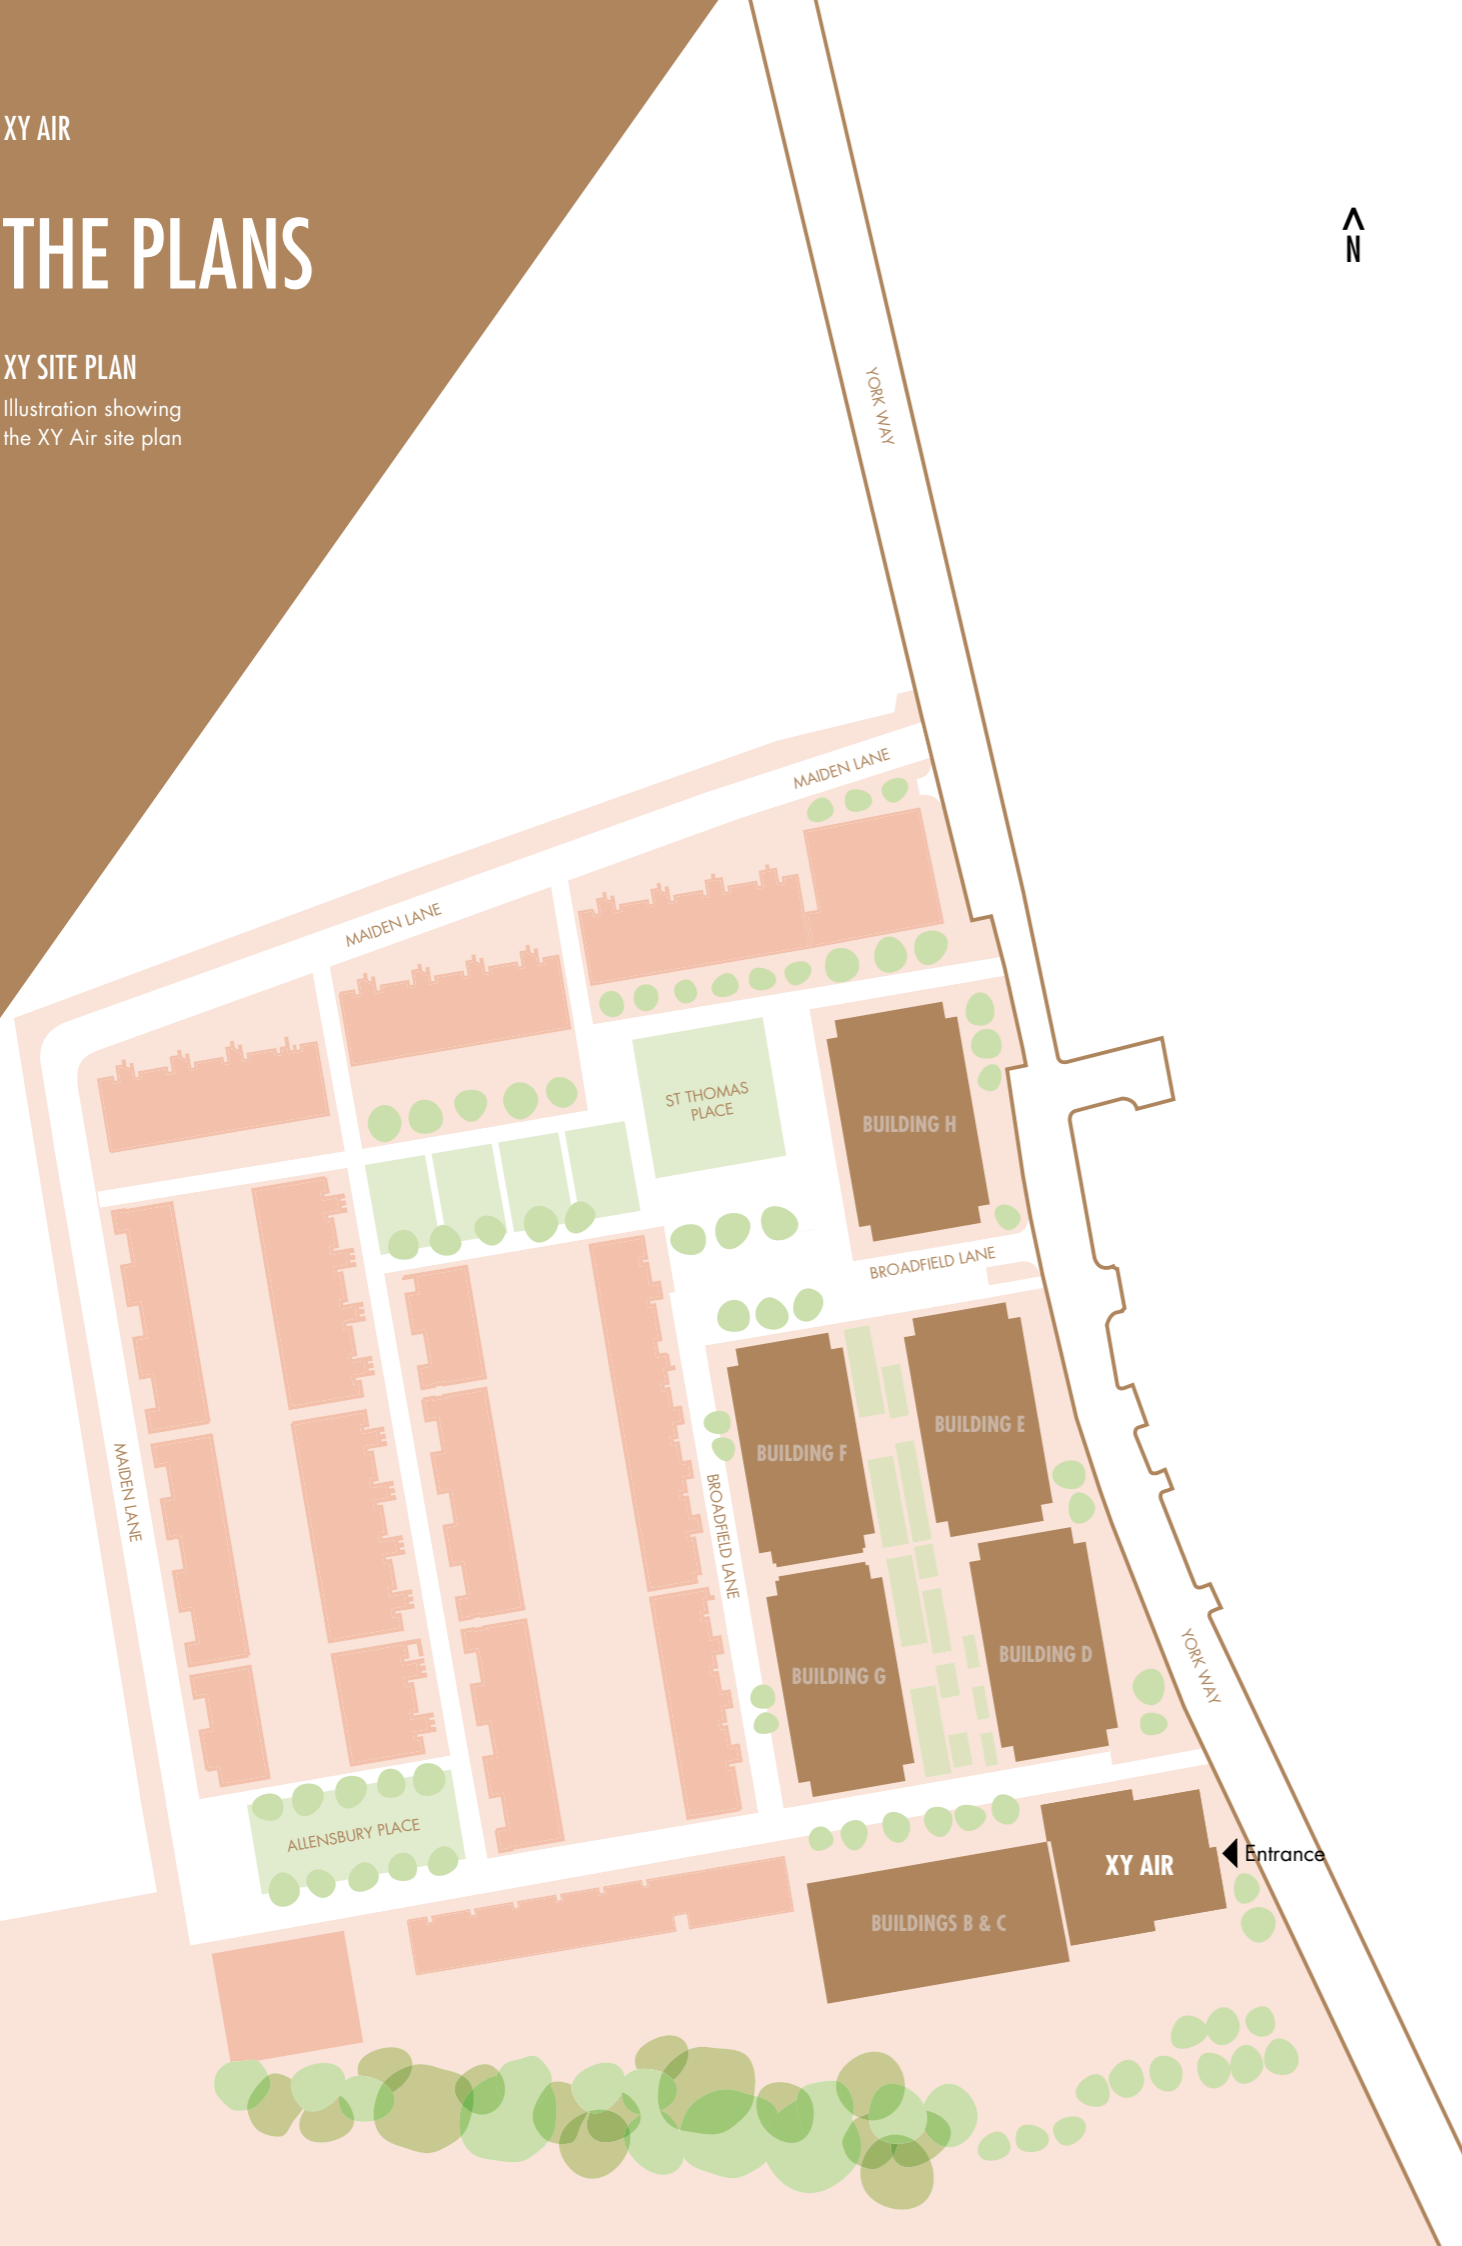 XY AIR
THE PLANS
XY SITE PLAN
Illustration showing
the XY Air site plan
N
YORK WAY
MAIDEN LANE
MAIDEN LANE
ST THOMAS
PLACE
BUILDING H
BROADFIELD LANE
BUILDING E
BUILDING F
MAIDEN LANE
BROADFIELD LANE
BUILDING D
BUILDING G
YORK WAY
ALLENSBURY PLACE
Entrance
XY AIR
BUILDINGS B & C